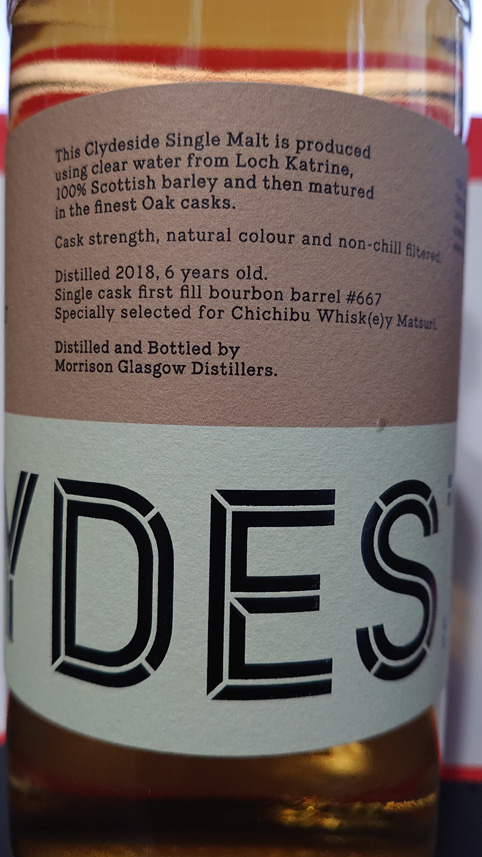 This Clydeside Single Malt is produced
using clear water from Loch Katrine,
100% Scottish barley and then matured
in the finest Oak casks.
Cask strength, natural colour and non-chill filtered.
Distilled 2018, 6 years old.
Single cask first fill bourbon barrel #667
Specially selected for Chichibu Whisk(e)y Matsuri.
Distilled and Bottled by
Morrison Glasgow Distillers.
YDES